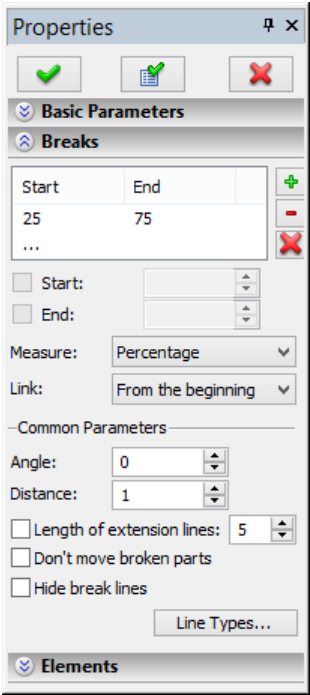 Properties
Basic Parameters
Breaks
Start End
25 75
...
Start:
End:
Measure: Percentage
Link: From the beginning
Common Parameters
Angle: 0
Distance: 1
Length of extension lines: 5
Don't move broken parts
Hide break lines
Line Types...
Elements